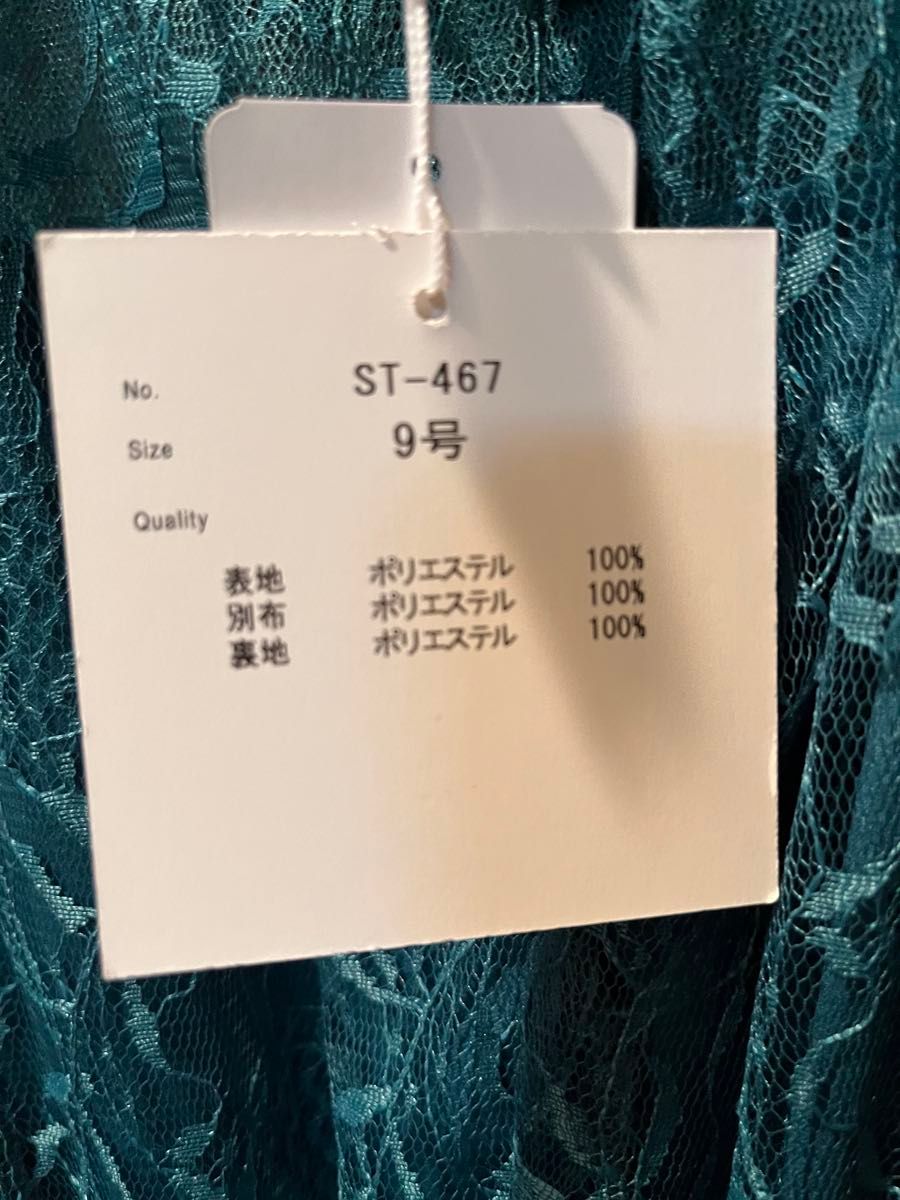 No. ST-467
Size 9号
Quality
表地 ポリエステル 100%
別布 ポリエステル 100%
裏地 ポリエステル 100%